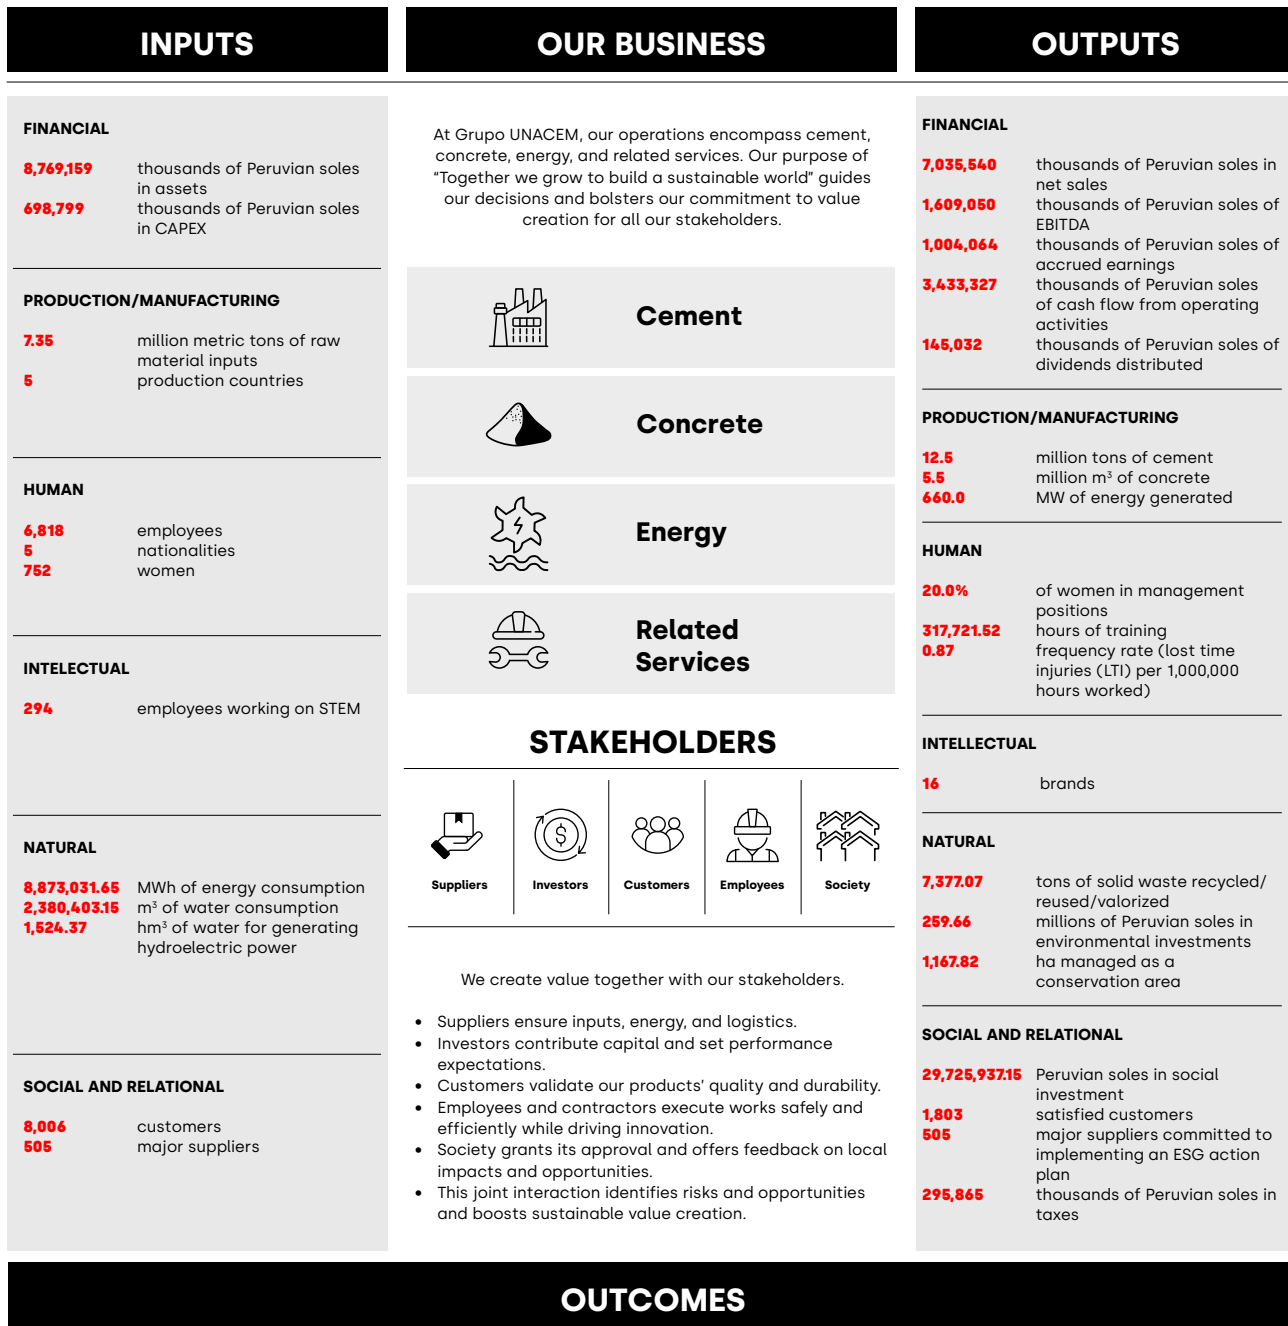 INPUTS
FINANCIAL
8,769,159 thousands of Peruvian soles
in assets
698,799 thousands of Peruvian soles
in CAPEX
PRODUCTION/MANUFACTURING
7.35 million metric tons of raw
material inputs
5 production countries
HUMAN
6,818 employees
5 nationalities
752 women
INTELECTUAL
294 employees working on STEM
NATURAL
8,873,031.65 MWh of energy consumption
2,380,403.15 m³ of water consumption
1,524.37 hm³ of water for generating
hydroelectric power
SOCIAL AND RELATIONAL
8,006 customers
505 major suppliers
OUR BUSINESS
At Grupo UNACEM, our operations encompass cement,
concrete, energy, and related services. Our purpose of
“Together we grow to build a sustainable world” guides
our decisions and bolsters our commitment to value
creation for all our stakeholders.
Cement
Concrete
Energy
Related
Services
STAKEHOLDERS
Suppliers Investors Customers Employees Society
We create value together with our stakeholders.
• Suppliers ensure inputs, energy, and logistics.
• Investors contribute capital and set performance
expectations.
• Customers validate our products’ quality and durability.
• Employees and contractors execute works safely and
efficiently while driving innovation.
• Society grants its approval and offers feedback on local
impacts and opportunities.
• This joint interaction identifies risks and opportunities
and boosts sustainable value creation.
OUTPUTS
FINANCIAL
7,035,540 thousands of Peruvian soles in
net sales
1,609,050 thousands of Peruvian soles of
EBITDA
1,004,064 thousands of Peruvian soles of
accrued earnings
3,433,327 thousands of Peruvian soles
of cash flow from operating
activities
145,032 thousands of Peruvian soles of
dividends distributed
PRODUCTION/MANUFACTURING
12.5 million tons of cement
5.5 million m³ of concrete
660.0 MW of energy generated
HUMAN
20.0% of women in management
positions
317,721.52 hours of training
0.87 frequency rate (lost time
injuries (LTI) per 1,000,000
hours worked)
INTELLECTUAL
16 brands
NATURAL
7,377.07 tons of solid waste recycled/
reused/valorized
259.66 millions of Peruvian soles in
environmental investments
1,167.82 ha managed as a
conservation area
SOCIAL AND RELATIONAL
29,725,937.15 Peruvian soles in social
investment
1,803 satisfied customers
505 major suppliers committed to
implementing an ESG action
plan
295,865 thousands of Peruvian soles in
taxes
OUTCOMES